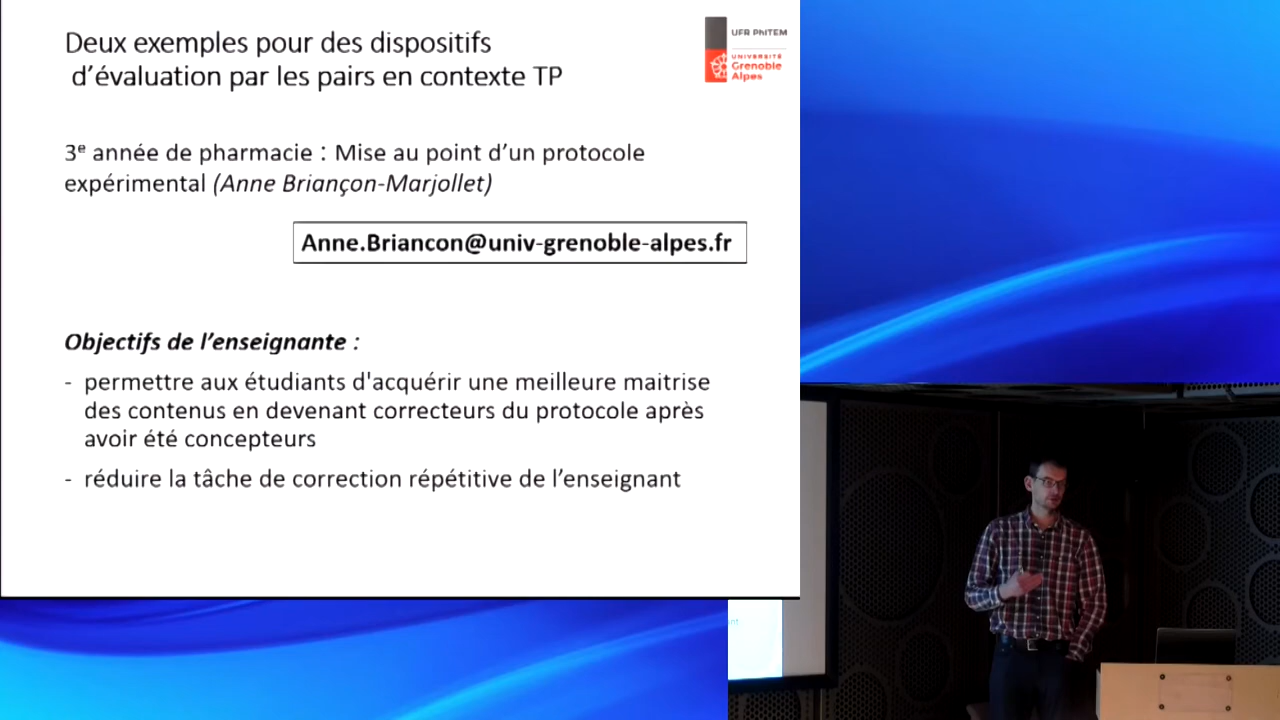 Deux exemples pour des dispositifs
d’évaluation par les pairs en contexte TP
UFR PhITEM
UNIVERSITÉ
Grenoble
Alpes
3e année de pharmacie : Mise au point d’un protocole
expérimental (Anne Briançon-Marjollet)
Anne.Briancon@univ-grenoble-alpes.fr
Objectifs de l’enseignante :
- permettre aux étudiants d'acquérir une meilleure maitrise
des contenus en devenant correcteurs du protocole après
avoir été concepteurs
- réduire la tâche de correction répétitive de l’enseignant